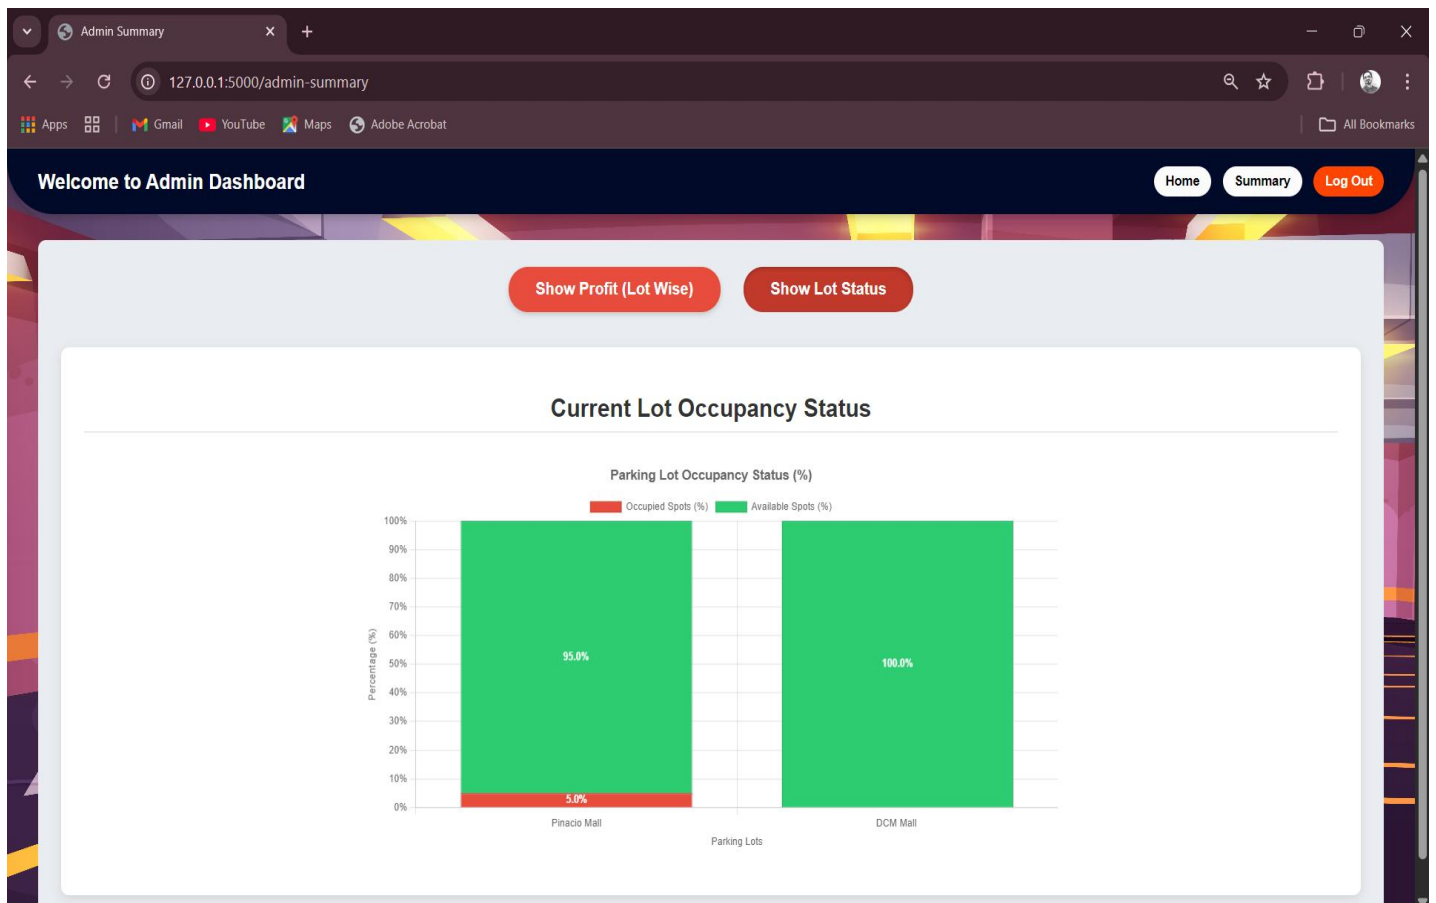 Admin Summary
127.0.0.1:5000/admin-summary
Apps Gmail YouTube Maps Adobe Acrobat All Bookmarks
Welcome to Admin Dashboard Home Summary Log Out
Show Profit (Lot Wise) Show Lot Status
Current Lot Occupancy Status
Parking Lot Occupancy Status (%)
Occupied Spots (%) Available Spots (%)
100%
90%
80%
70%
60%
50%
40%
30%
20%
10%
0%
Percentage (%)
95.0%
100.0%
5.0%
Pinacio Mall DCM Mall
Parking Lots